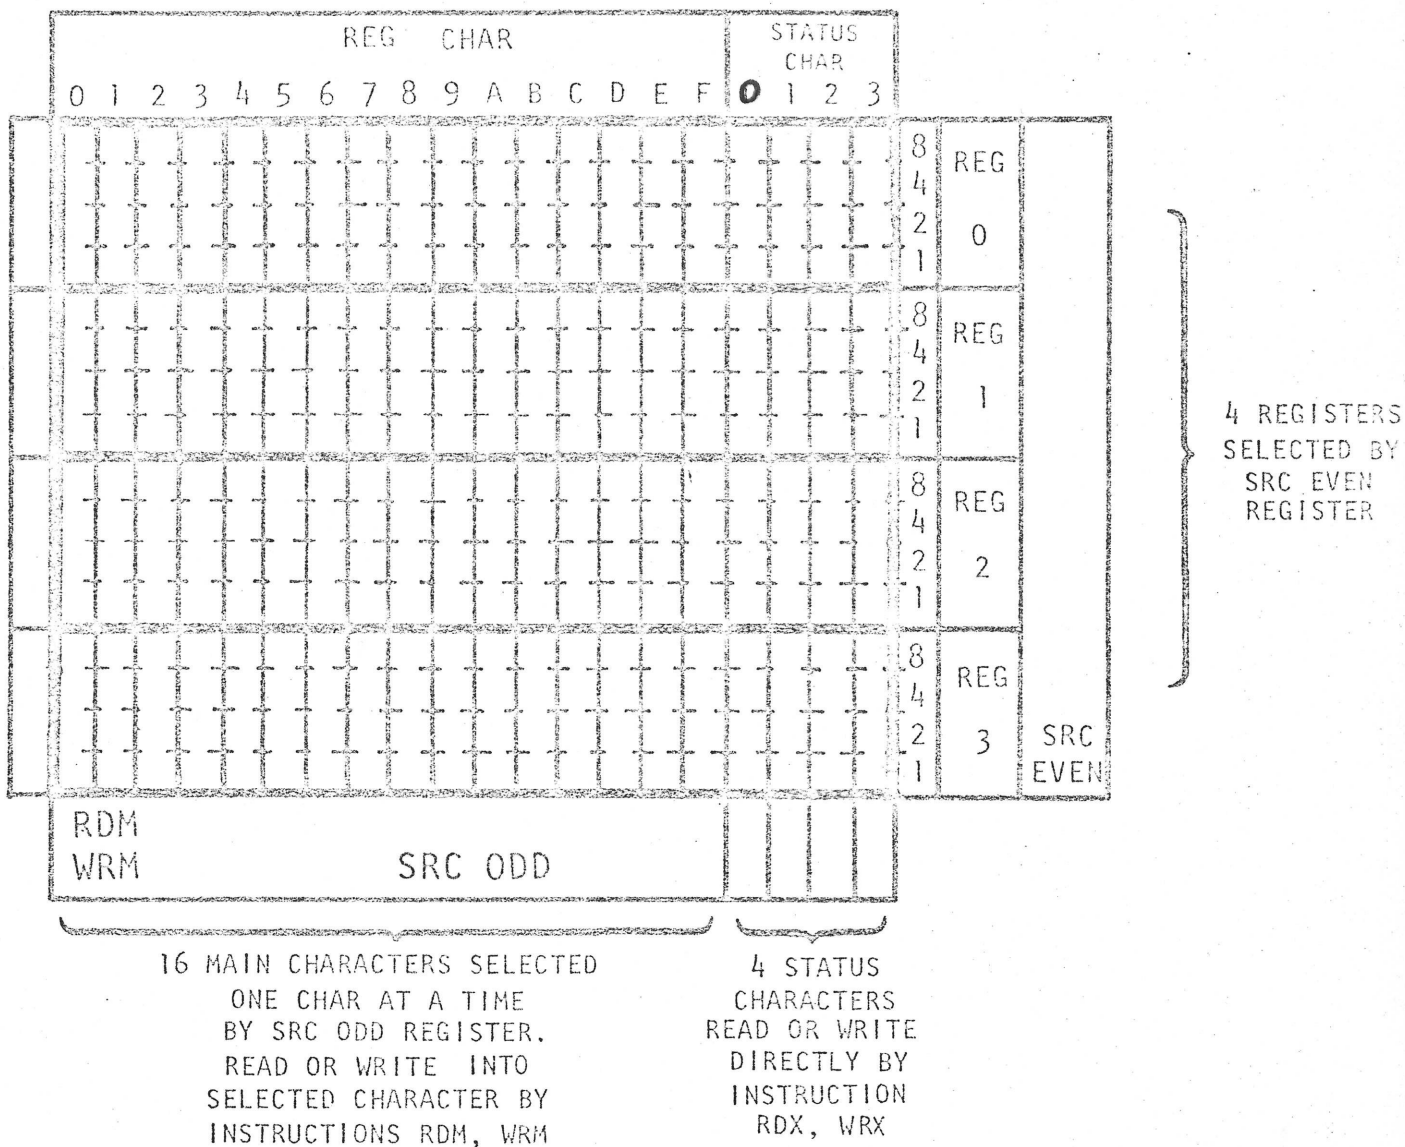 REG CHAR
STATUS
CHAR
0 1 2 3 4 5 6 7 8 9 A B C D E F 0 1 2 3
8
4
2
1
REG
0
8
4
2
1
REG
1
8
4
2
1
REG
2
8
4
2
1
REG
3
SRC
EVEN
4 REGISTERS
SELECTED BY
SRC EVEN
REGISTER
RDM
WRM
SRC ODD
16 MAIN CHARACTERS SELECTED
ONE CHAR AT A TIME
BY SRC ODD REGISTER.
READ OR WRITE INTO
SELECTED CHARACTER BY
INSTRUCTIONS RDM, WRM
4 STATUS
CHARACTERS
READ OR WRITE
DIRECTLY BY
INSTRUCTION
RDX, WRX